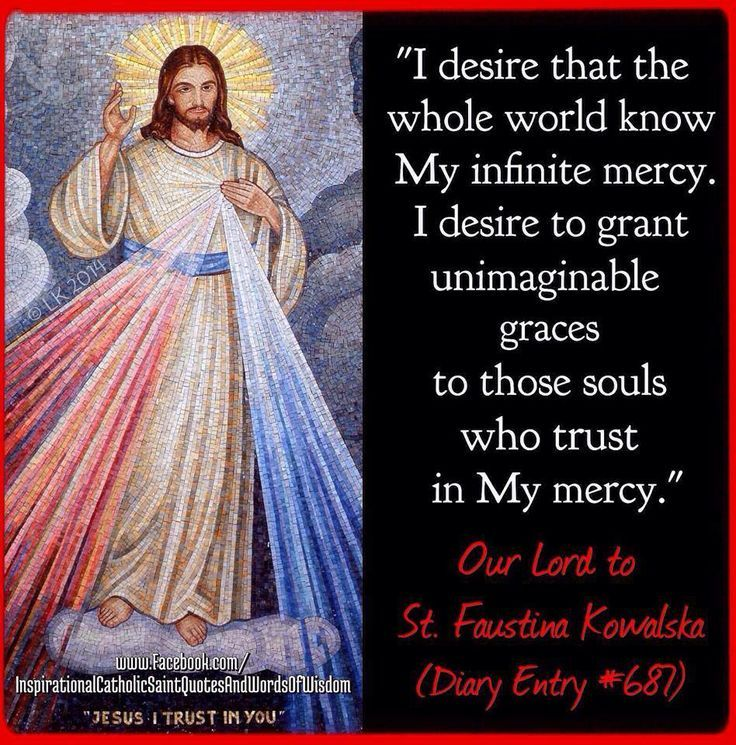 "I desire that the
whole world know
My infinite mercy.
I desire to grant
unimaginable
graces
to those souls
who trust
in My mercy."
Our Lord to
St. Faustina Kowalska
(Diary Entry #687)
© LK 2014
www.Facebook.com/
InspirationalCatholicSaintQuotesAndWordsOfWisdom
"JESUS I TRUST IN YOU"